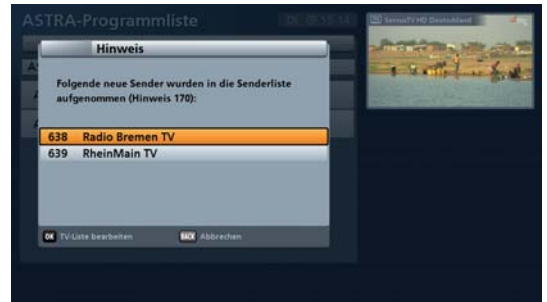 ASTRA-Programmliste
ServusTV HD Deutschland
Hinweis
Folgende neue Sender wurden in die Senderliste
aufgenommen (Hinweis 170):
638 Radio Bremen TV
639 RheinMain TV
OK TV-Liste bearbeiten
BACK Abbrechen